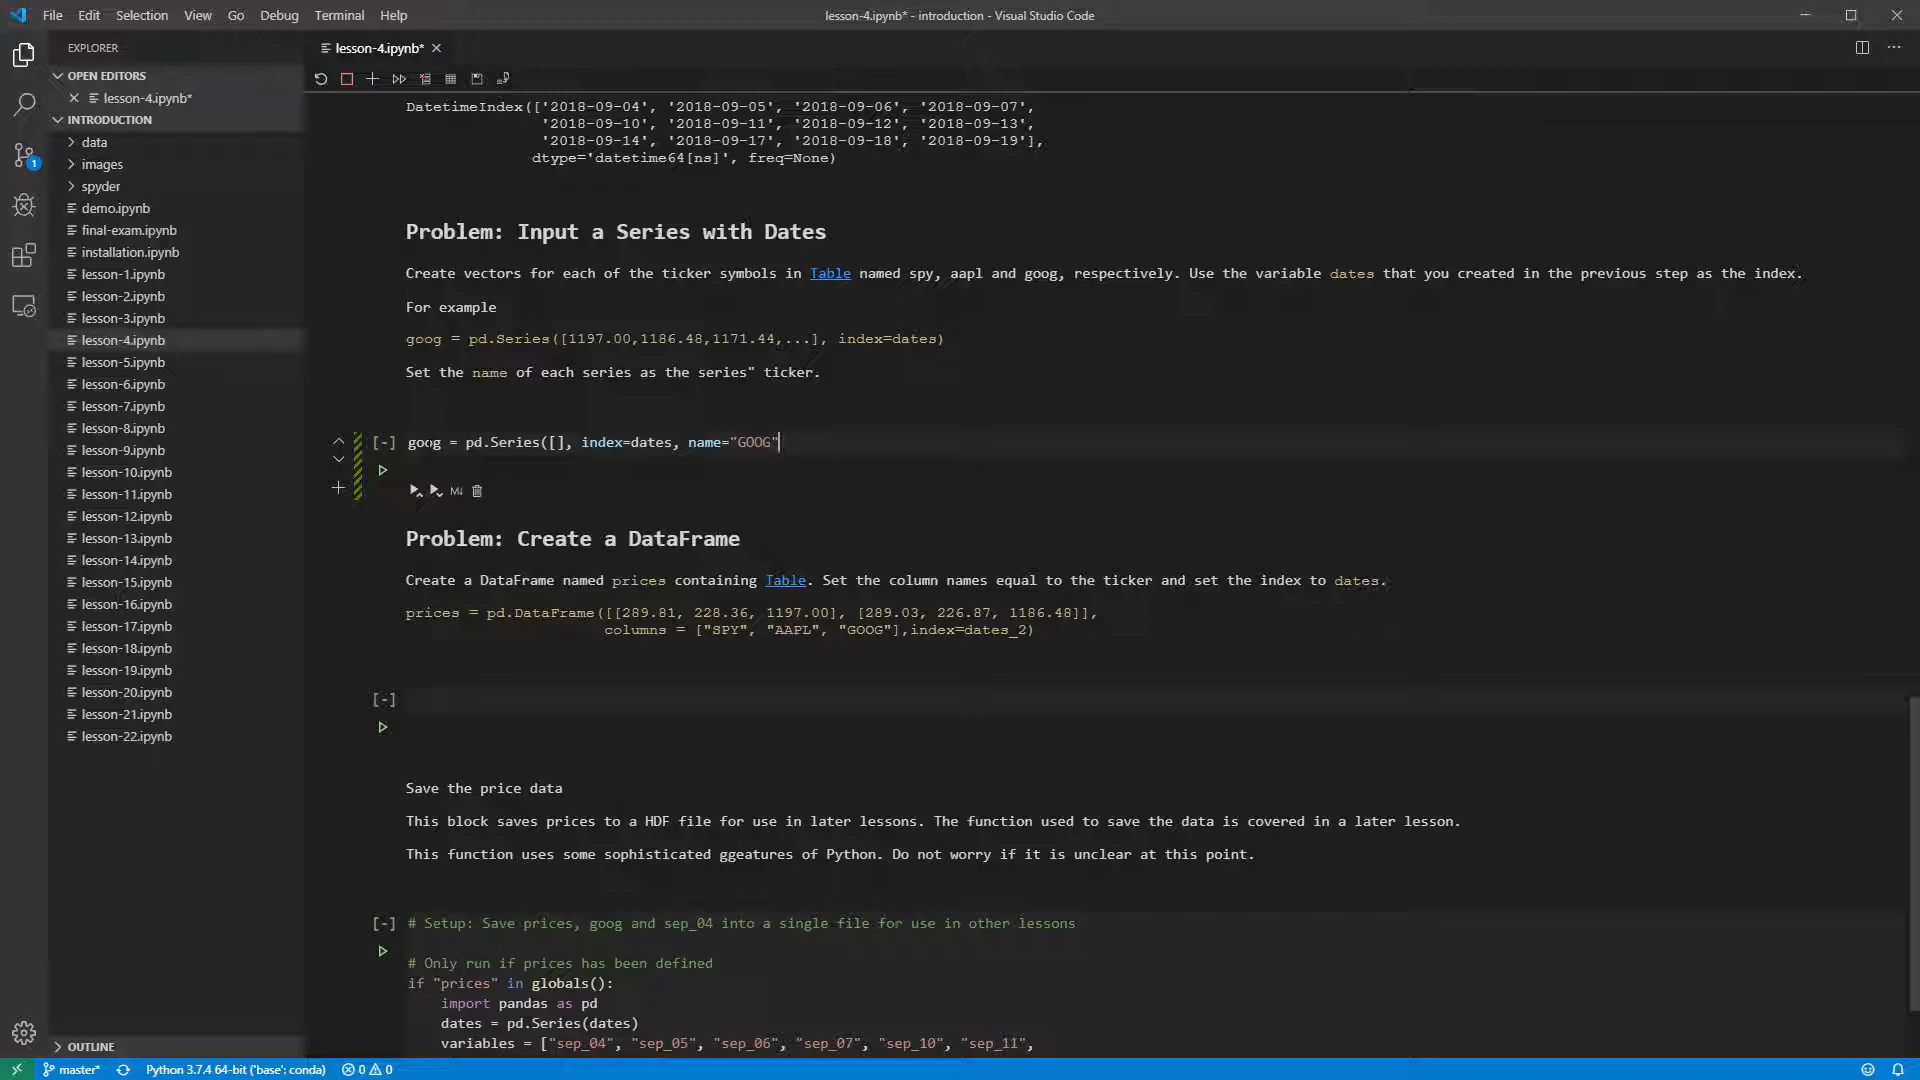 File Edit Selection View Go Debug Terminal Help
lesson-4.ipynb* - introduction - Visual Studio Code
EXPLORER
OPEN EDITORS
lesson-4.ipynb*
INTRODUCTION
data
images
spyder
demo.ipynb
final-exam.ipynb
installation.ipynb
lesson-1.ipynb
lesson-2.ipynb
lesson-3.ipynb
lesson-4.ipynb
lesson-5.ipynb
lesson-6.ipynb
lesson-7.ipynb
lesson-8.ipynb
lesson-9.ipynb
lesson-10.ipynb
lesson-11.ipynb
lesson-12.ipynb
lesson-13.ipynb
lesson-14.ipynb
lesson-15.ipynb
lesson-16.ipynb
lesson-17.ipynb
lesson-18.ipynb
lesson-19.ipynb
lesson-20.ipynb
lesson-21.ipynb
lesson-22.ipynb
OUTLINE
1
lesson-4.ipynb*
DatetimeIndex(['2018-09-04', '2018-09-05', '2018-09-06', '2018-09-07',
'2018-09-10', '2018-09-11', '2018-09-12', '2018-09-13',
'2018-09-14', '2018-09-17', '2018-09-18', '2018-09-19'],
dtype='datetime64[ns]', freq=None)
Problem: Input a Series with Dates
Create vectors for each of the ticker symbols in Table named spy, aapl and goog, respectively. Use the variable dates that you created in the previous step as the index.
For example
goog = pd.Series([1197.00,1186.48,1171.44,...], index=dates)
Set the name of each series as the series" ticker.
[-] goog = pd.Series([], index=dates, name="GOOG"
M↓
Problem: Create a DataFrame
Create a DataFrame named prices containing Table. Set the column names equal to the ticker and set the index to dates.
prices = pd.DataFrame([[289.81, 228.36, 1197.00], [289.03, 226.87, 1186.48]],
columns = ["SPY", "AAPL", "GOOG"],index=dates_2)
[-]
Save the price data
This block saves prices to a HDF file for use in later lessons. The function used to save the data is covered in a later lesson.
This function uses some sophisticated ggeatures of Python. Do not worry if it is unclear at this point.
[-] # Setup: Save prices, goog and sep_04 into a single file for use in other lessons
# Only run if prices has been defined
if "prices" in globals():
import pandas as pd
dates = pd.Series(dates)
variables = ["sep_04", "sep_05", "sep_06", "sep_07", "sep_10", "sep_11",
master* Python 3.7.4 64-bit ('base': conda) 0 0